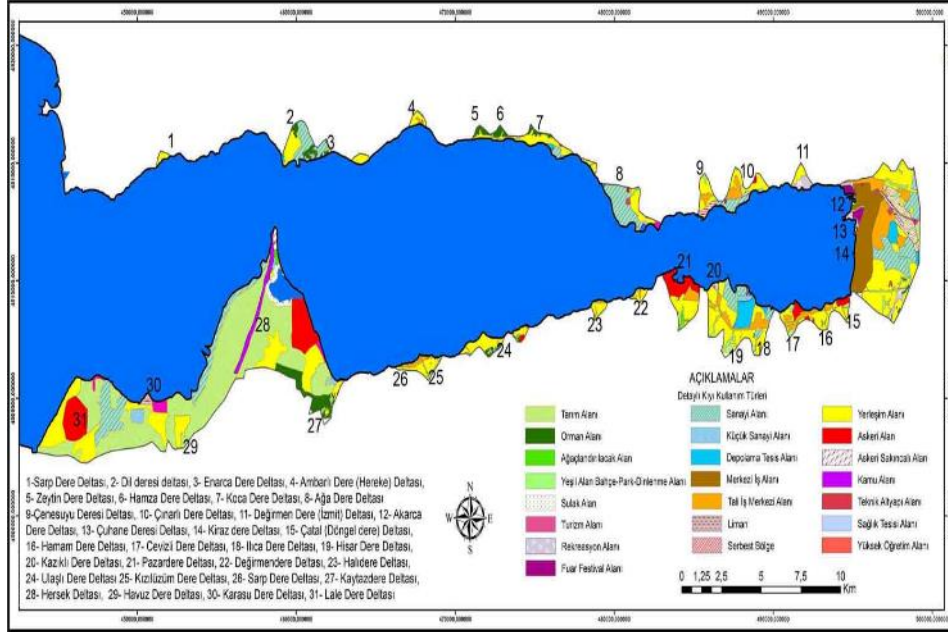 1
2
3
4
5
6
7
8
9
10
11
12
13
14
15
16
17
18
19
20
21
22
23
24
25
26
27
28
29
30
31
AÇIKLAMALAR
Detaylı Kıyı Kullanım Türleri
Tarım Alanı
Orman Alanı
Ağaçlandırılacak Alan
Yeşil Alan Bahçe-Park-Dinlenme Alanı
Sulak Alan
Turizm Alanı
Rekreasyon Alanı
Fuar Festival Alanı
Sanayi Alanı
Küçük Sanayi Alanı
Depolama Tesis Alanı
Merkezi İş Alanı
Tali İş Merkezi Alanı
Liman
Serbest Bölge
Yerleşim Alanı
Askeri Alan
Askeri Sakıncalı Alan
Kamu Alanı
Teknik Altyapı Alanı
Sağlık Tesisi Alanı
Yüksek Öğretim Alanı
1-Sarp Dere Deltası, 2- Dil deresi deltası, 3- Enarca Dere Deltası, 4- Ambarlı Dere (Hereke) Deltası,
5- Zeytin Dere Deltası, 6- Hamza Dere Deltası, 7- Koca Dere Deltası, 8- Ağa Dere Deltası
9-Çenesuyu Deresi Deltası, 10- Çınarlı Dere Deltası, 11- Değirmen Dere (İzmit) Deltası, 12- Akarca
Dere Deltası, 13- Çuhane Deresi Deltası, 14- Kiraz dere Deltası, 15- Çatal (Döngel dere) Deltası,
16- Hamam Dere Deltası, 17- Cevizli Dere Deltası, 18- Ilıca Dere Deltası, 19- Hisar Dere Deltası,
20- Kazıklı Dere Deltası, 21- Pazardere Deltası, 22- Değirmendere Deltası, 23- Halıdere Deltası,
24- Ulaşlı Dere Deltası 25- Kızılüzüm Dere Deltası, 26- Sarp Dere Deltası, 27- Kaytazdere Deltası,
28- Hersek Deltası, 29- Havuz Dere Deltası, 30- Karasu Dere Deltası, 31- Lale Dere Deltası
N
W
E
S
0 1,25 2,5 5 7,5 10
Km